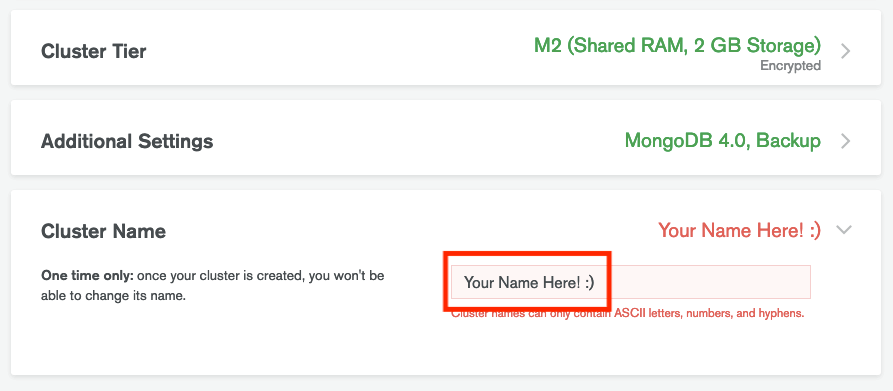 Cluster Tier
M2 (Shared RAM, 2 GB Storage)
Encrypted
Additional Settings
MongoDB 4.0, Backup
Cluster Name
Your Name Here! :)
One time only: once your cluster is created, you won't be
able to change its name.
Your Name Here! :)
Cluster names can only contain ASCII letters, numbers, and hyphens.